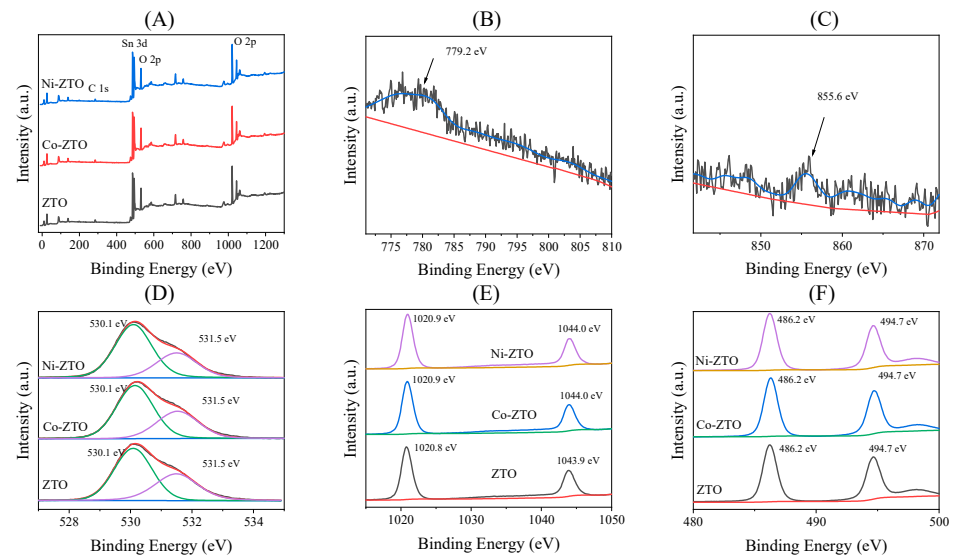 (A)
Intensity (a.u.)
Sn 3d
O 2p
O 2p
C 1s
Ni-ZTO
Co-ZTO
ZTO
0 200 400 600 800 1000 1200
Binding Energy (eV)
(B)
Intensity (a.u.)
779.2 eV
775 780 785 790 795 800 805 810
Binding Energy (eV)
(C)
Intensity (a.u.)
855.6 eV
850 860 870
Binding Energy (eV)
(D)
Intensity (a.u.)
530.1 eV
531.5 eV
Ni-ZTO
530.1 eV
531.5 eV
Co-ZTO
530.1 eV
531.5 eV
ZTO
528 530 532 534
Binding Energy (eV)
(E)
Intensity (a.u.)
1020.9 eV
1044.0 eV
Ni-ZTO
1020.9 eV
1044.0 eV
Co-ZTO
1020.8 eV
1043.9 eV
ZTO
1020 1030 1040 1050
Binding Energy (eV)
(F)
Intensity (a.u.)
486.2 eV
494.7 eV
Ni-ZTO
486.2 eV
494.7 eV
Co-ZTO
486.2 eV
494.7 eV
ZTO
480 490 500
Binding Energy (eV)